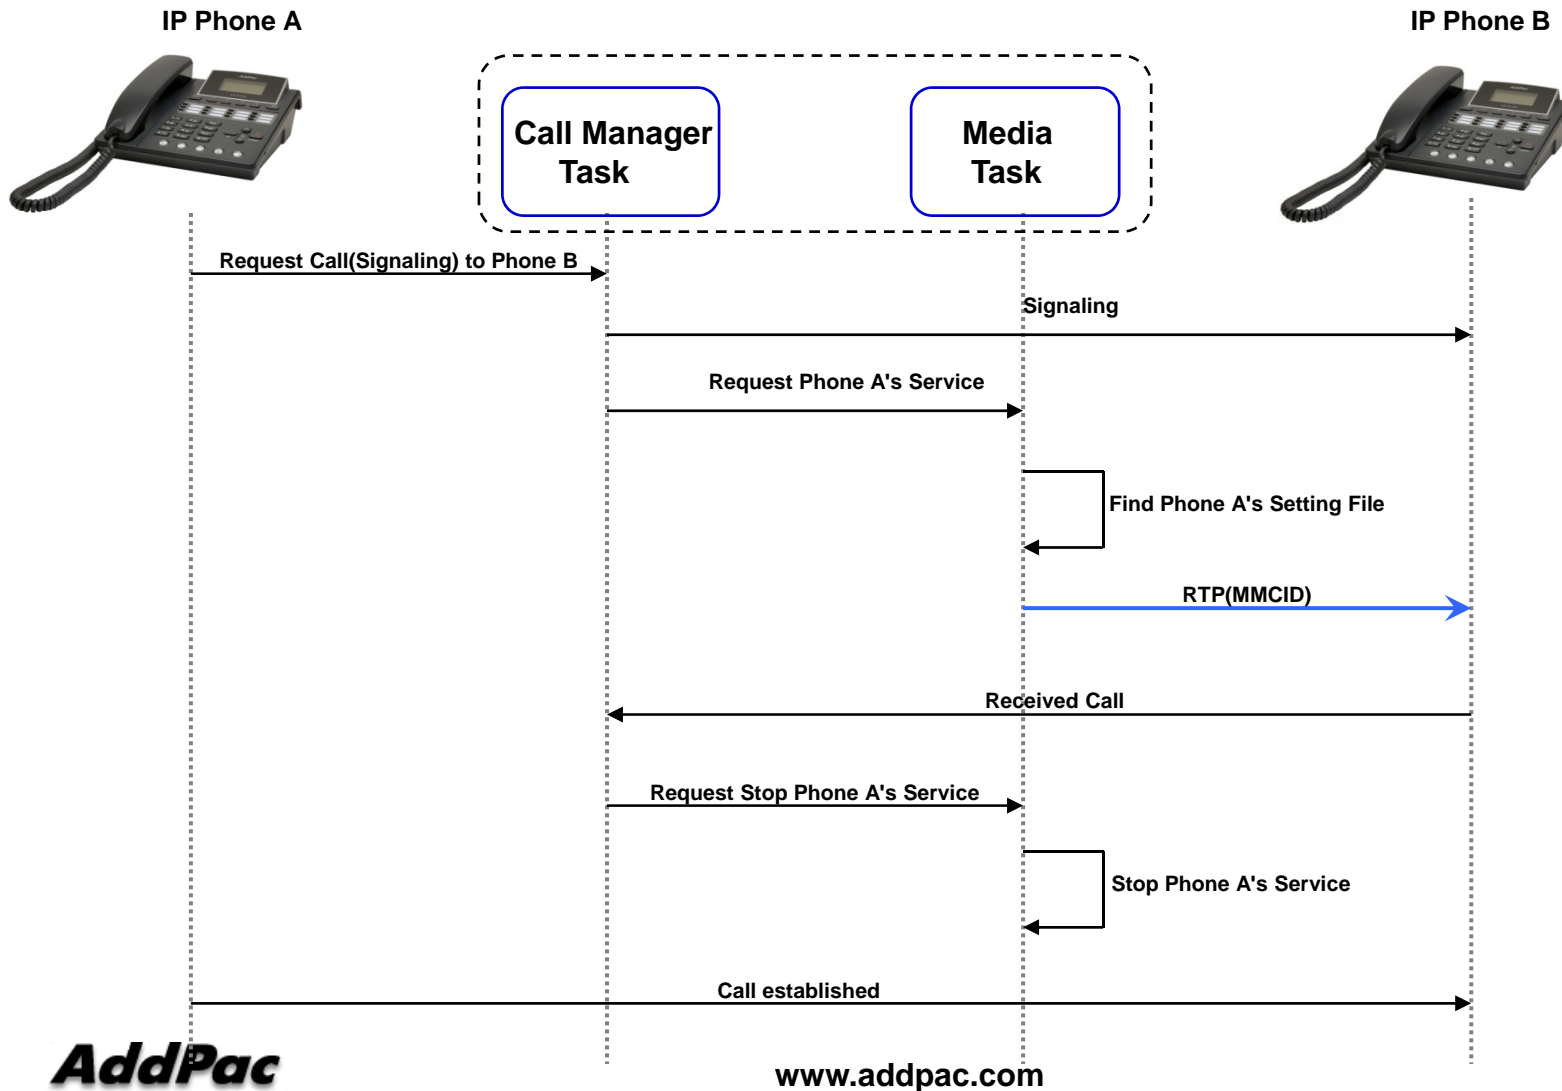 IP Phone A
IP Phone B
Call Manager
Task
Media
Task
Request Call(Signaling) to Phone B
Signaling
Request Phone A's Service
Find Phone A's Setting File
RTP(MMCID)
Received Call
Request Stop Phone A's Service
Stop Phone A's Service
Call established
AddPac
www.addpac.com